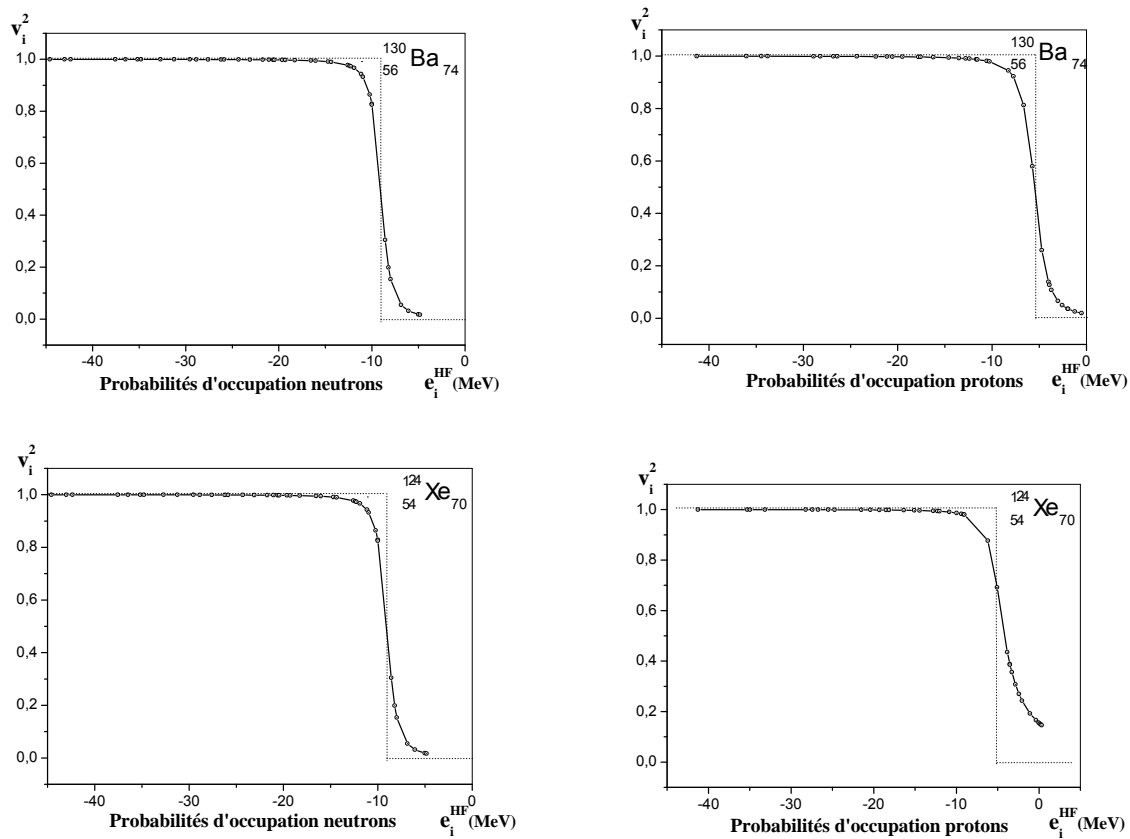 v_i^2
130 56 Ba 74
1,0
0,8
0,6
0,4
0,2
0,0
-40 -30 -20 -10 0
Probabilités d'occupation neutrons e_i^HF (MeV)
v_i^2
130 56 Ba 74
1,0
0,8
0,6
0,4
0,2
0,0
-40 -30 -20 -10 0
Probabilités d'occupation protons e_i^HF (MeV)
v_i^2
124 54 Xe 70
1,0
0,8
0,6
0,4
0,2
0,0
-40 -30 -20 -10 0
Probabilités d'occupation neutrons e_i^HF (MeV)
v_i^2
124 54 Xe 70
1,0
0,8
0,6
0,4
0,2
0,0
-40 -30 -20 -10 0
Probabilités d'occupation protons e_i^HF (MeV)